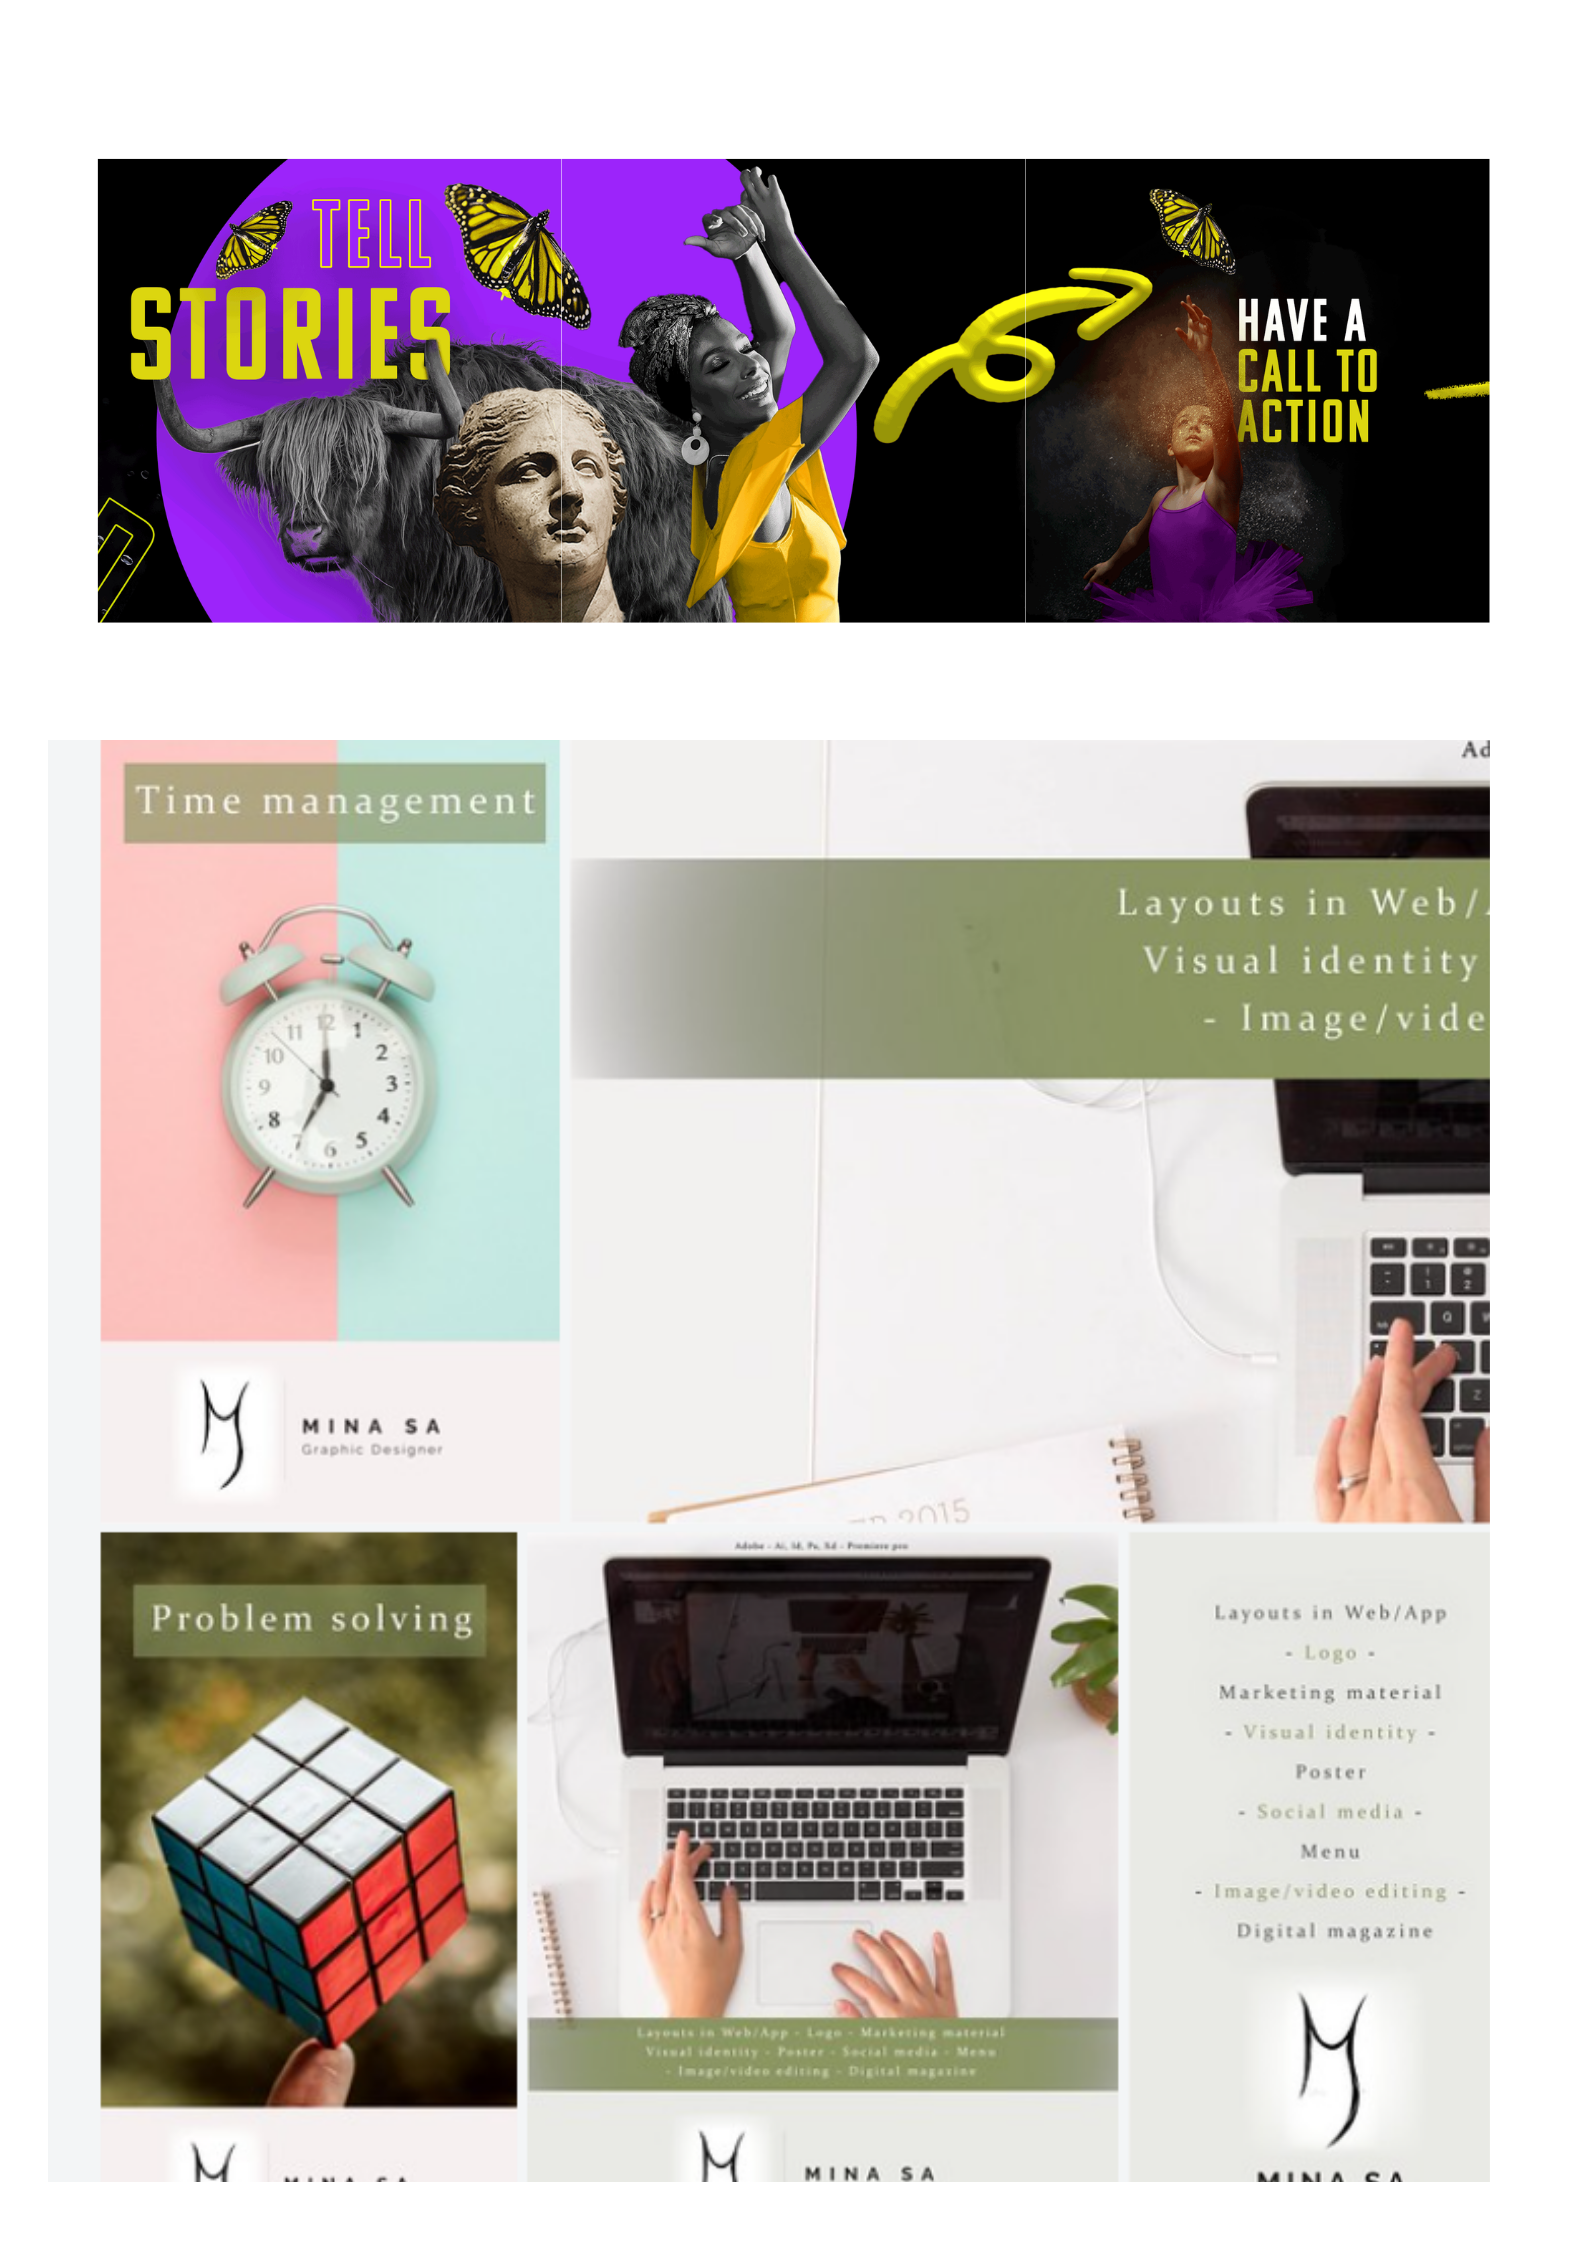 TELL
STORIES
HAVE A
CALL TO
ACTION
Time management
Ad
Layouts in Web/
Visual identity
- Image/vide
MINA SA
Graphic Designer
2015
Problem solving
Adobe - Ai, Id, Ps, Xd - Premiere pro
Layouts in Web/App - Logo - Marketing material
Visual identity - Poster - Social media - Menu
- Image/video editing - Digital magazine
MINA SA
Layouts in Web/App
- Logo -
Marketing material
- Visual identity -
Poster
- Social media -
Menu
- Image/video editing -
Digital magazine
MINA SA
MINA SA